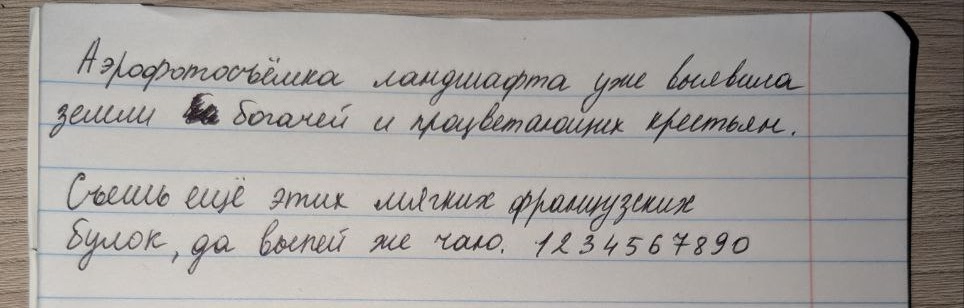 Аэрофотосъёмка ландшафта уже выявила
земли богачей и процветающих крестьян.
Съешь ещё этих мягких французских
булок, да выпей же чаю. 1234567890